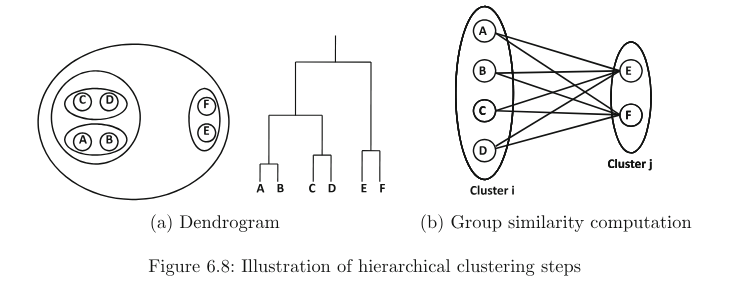 C D
A B
F
E
A B C D E F
A
B
C
D
E
F
Cluster i
Cluster j
(a) Dendrogram
(b) Group similarity computation
Figure 6.8: Illustration of hierarchical clustering steps